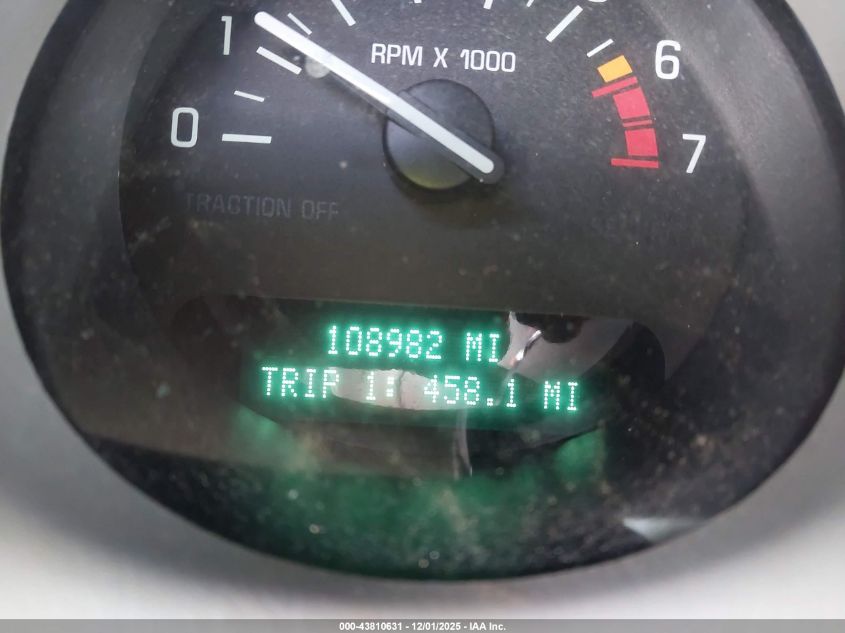 1
RPM X 1000
6
0
7
TRACTION OFF
108982 MI
TRIP 1: 458.1 MI
000-43810631 - 12/01/2025 - IAA Inc.